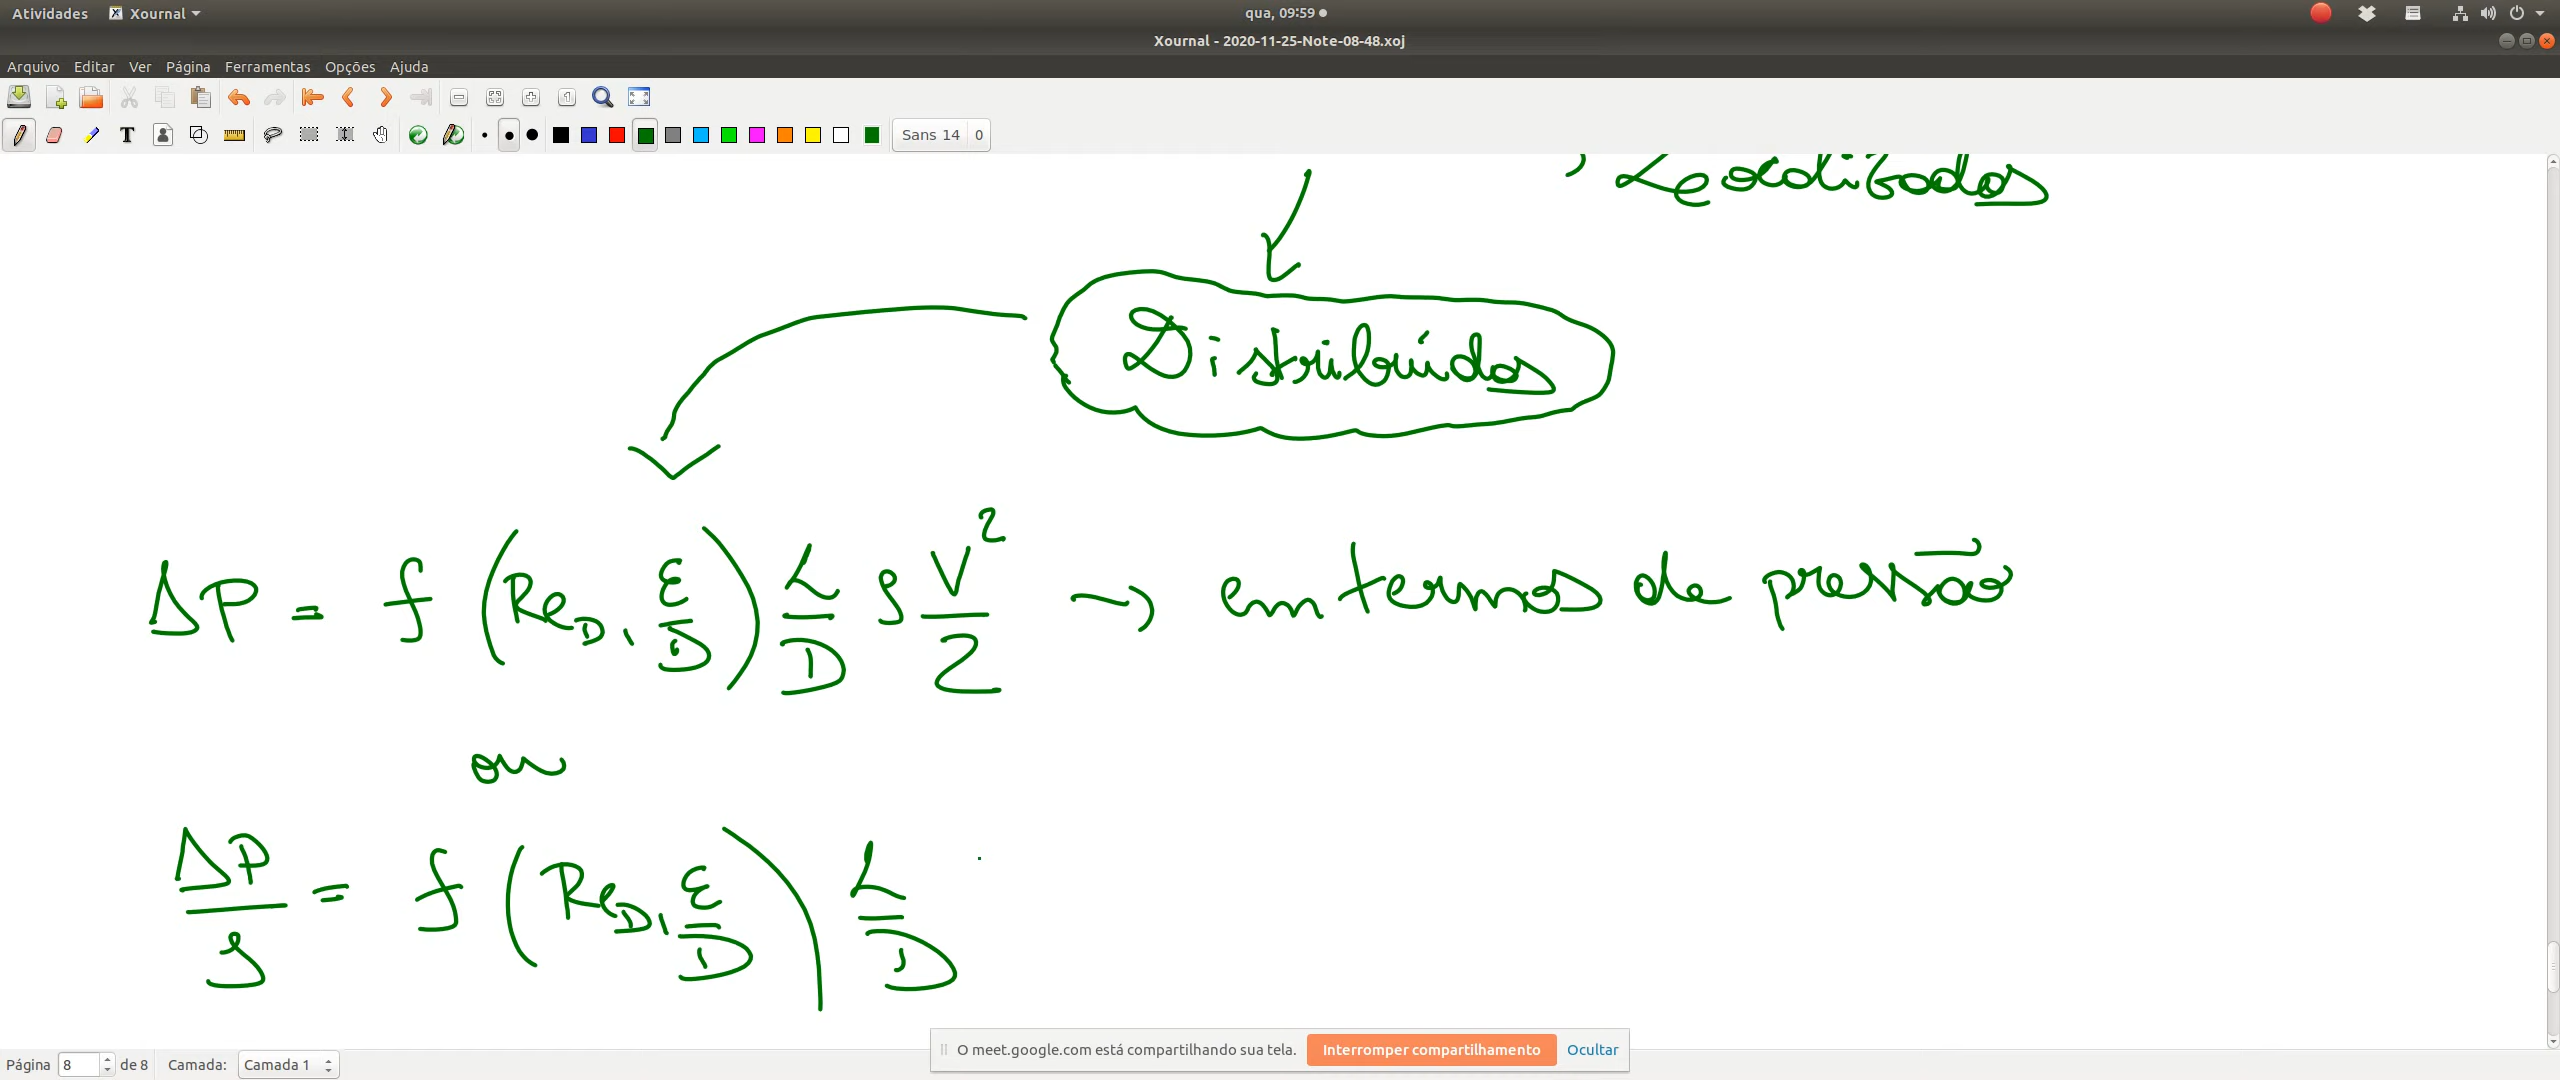 Atividades Xournal qua, 09:59
Xournal - 2020-11-25-Note-08-48.xoj
Arquivo Editar Ver Página Ferramentas Opções Ajuda
Sans 14 0
Localizados
Distribuídos
ΔP = f (Re_D, ε/D) L/D ρ V²/2 → em termos de pressão
ou
ΔP/ρ = f (Re_D, ε/D) L/D
O meet.google.com está compartilhando sua tela. Interromper compartilhamento Ocultar
Página 8 de 8 Camada: Camada 1